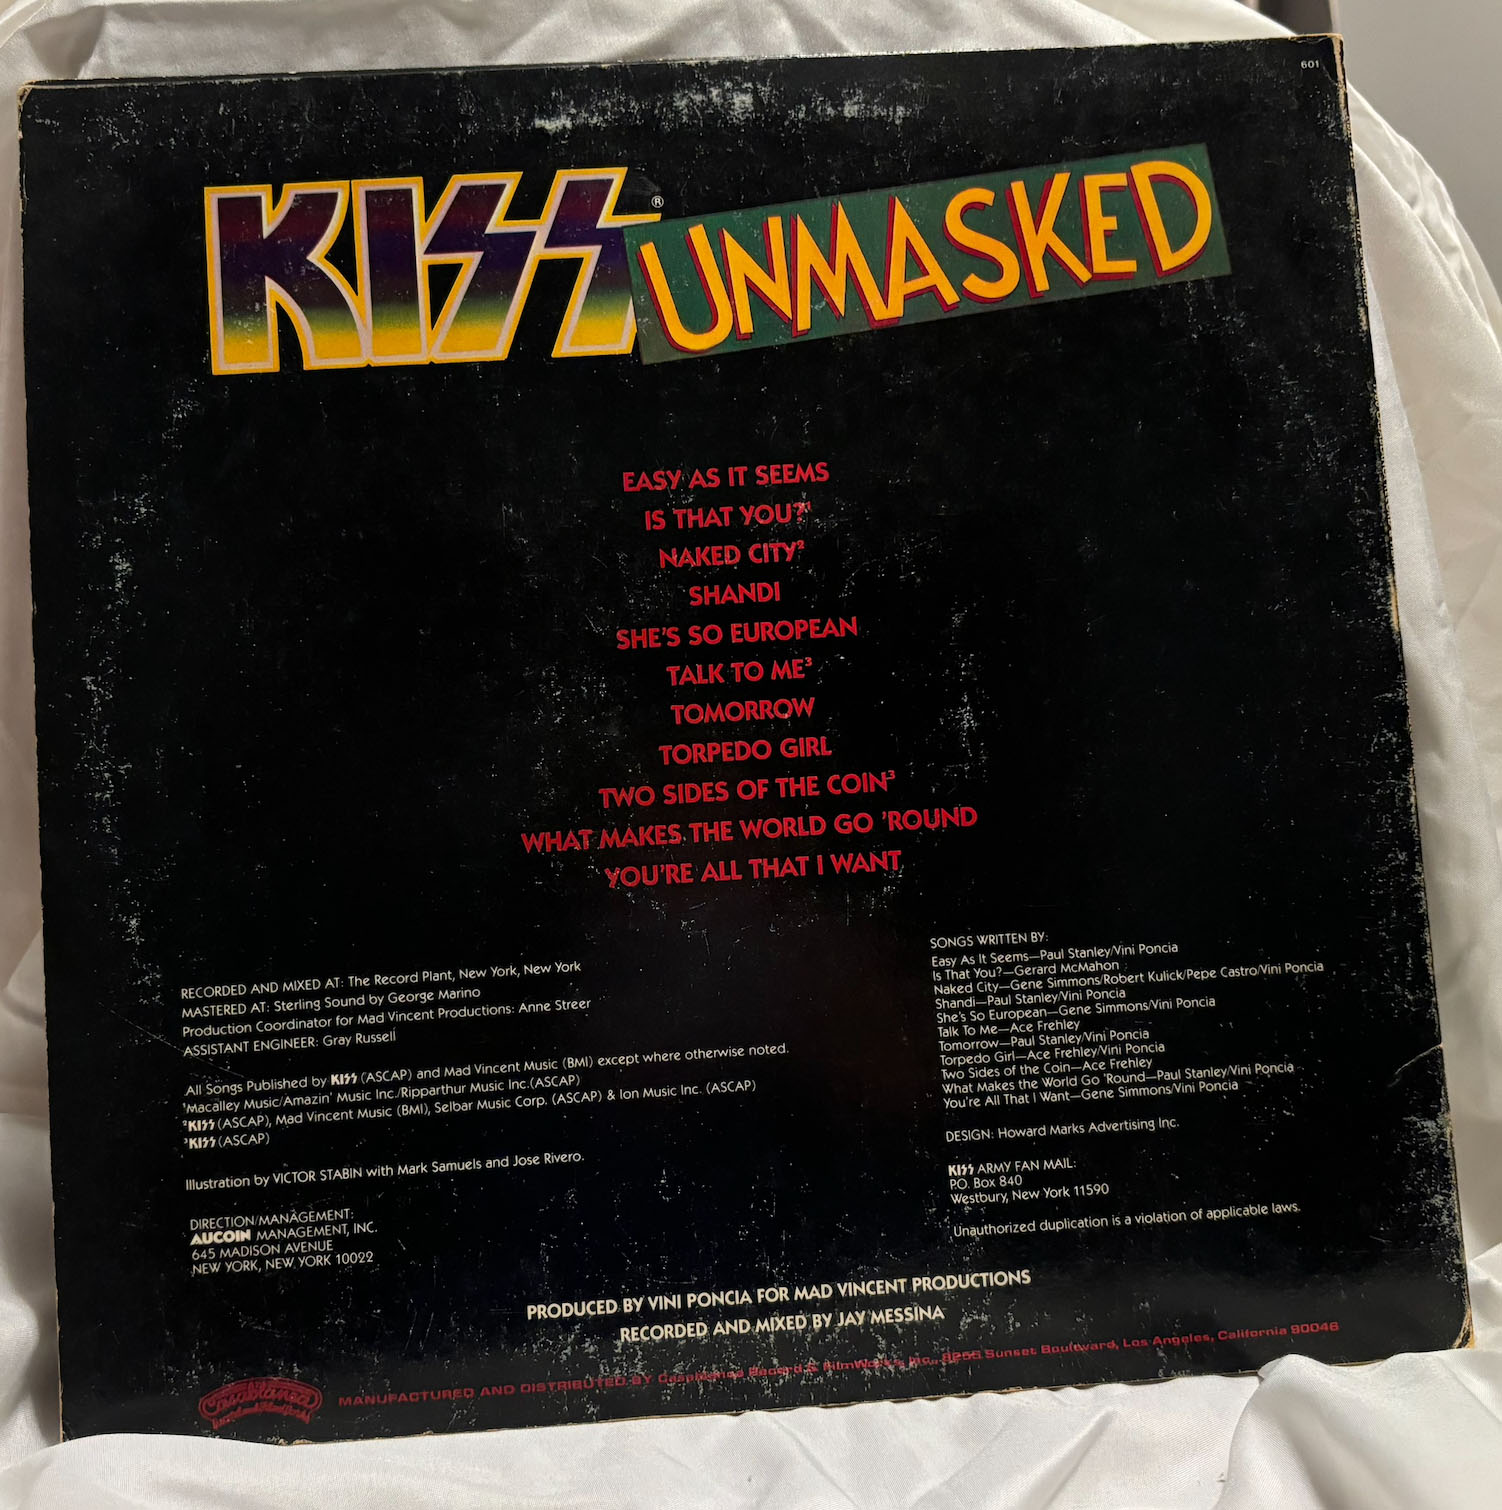 601
KISS® UNMASKED
EASY AS IT SEEMS
IS THAT YOU?¹
NAKED CITY²
SHANDI
SHE'S SO EUROPEAN
TALK TO ME³
TOMORROW
TORPEDO GIRL
TWO SIDES OF THE COIN³
WHAT MAKES THE WORLD GO 'ROUND
YOU'RE ALL THAT I WANT
RECORDED AND MIXED AT: The Record Plant, New York, New York
MASTERED AT: Sterling Sound by George Marino
Production Coordinator for Mad Vincent Productions: Anne Streer
ASSISTANT ENGINEER: Gray Russell
All Songs Published by KISS (ASCAP) and Mad Vincent Music (BMI) except where otherwise noted.
¹Macalley Music/Amazin' Music Inc./Ripparthur Music Inc.(ASCAP)
²KISS (ASCAP), Mad Vincent Music (BMI), Selbar Music Corp. (ASCAP) & Ion Music Inc. (ASCAP)
³KISS (ASCAP)
Illustration by VICTOR STABIN with Mark Samuels and Jose Rivero.
DIRECTION/MANAGEMENT:
AUCOIN MANAGEMENT, INC.
645 MADISON AVENUE
NEW YORK, NEW YORK 10022
SONGS WRITTEN BY:
Easy As It Seems—Paul Stanley/Vini Poncia
Is That You?—Gerard McMahon
Naked City—Gene Simmons/Robert Kulick/Pepe Castro/Vini Poncia
Shandi—Paul Stanley/Vini Poncia
She's So European—Gene Simmons/Vini Poncia
Talk To Me—Ace Frehley
Tomorrow—Paul Stanley/Vini Poncia
Torpedo Girl—Ace Frehley/Vini Poncia
Two Sides of the Coin—Ace Frehley
What Makes the World Go 'Round—Paul Stanley/Vini Poncia
You're All That I Want—Gene Simmons/Vini Poncia
DESIGN: Howard Marks Advertising Inc.
KISS ARMY FAN MAIL:
P.O. Box 840
Westbury, New York 11590
Unauthorized duplication is a violation of applicable laws.
PRODUCED BY VINI PONCIA FOR MAD VINCENT PRODUCTIONS
RECORDED AND MIXED BY JAY MESSINA
Casablanca
Record and FilmWorks
MANUFACTURED AND DISTRIBUTED BY Casablanca Record & FilmWorks, Inc., 8255 Sunset Boulevard, Los Angeles, California 90046